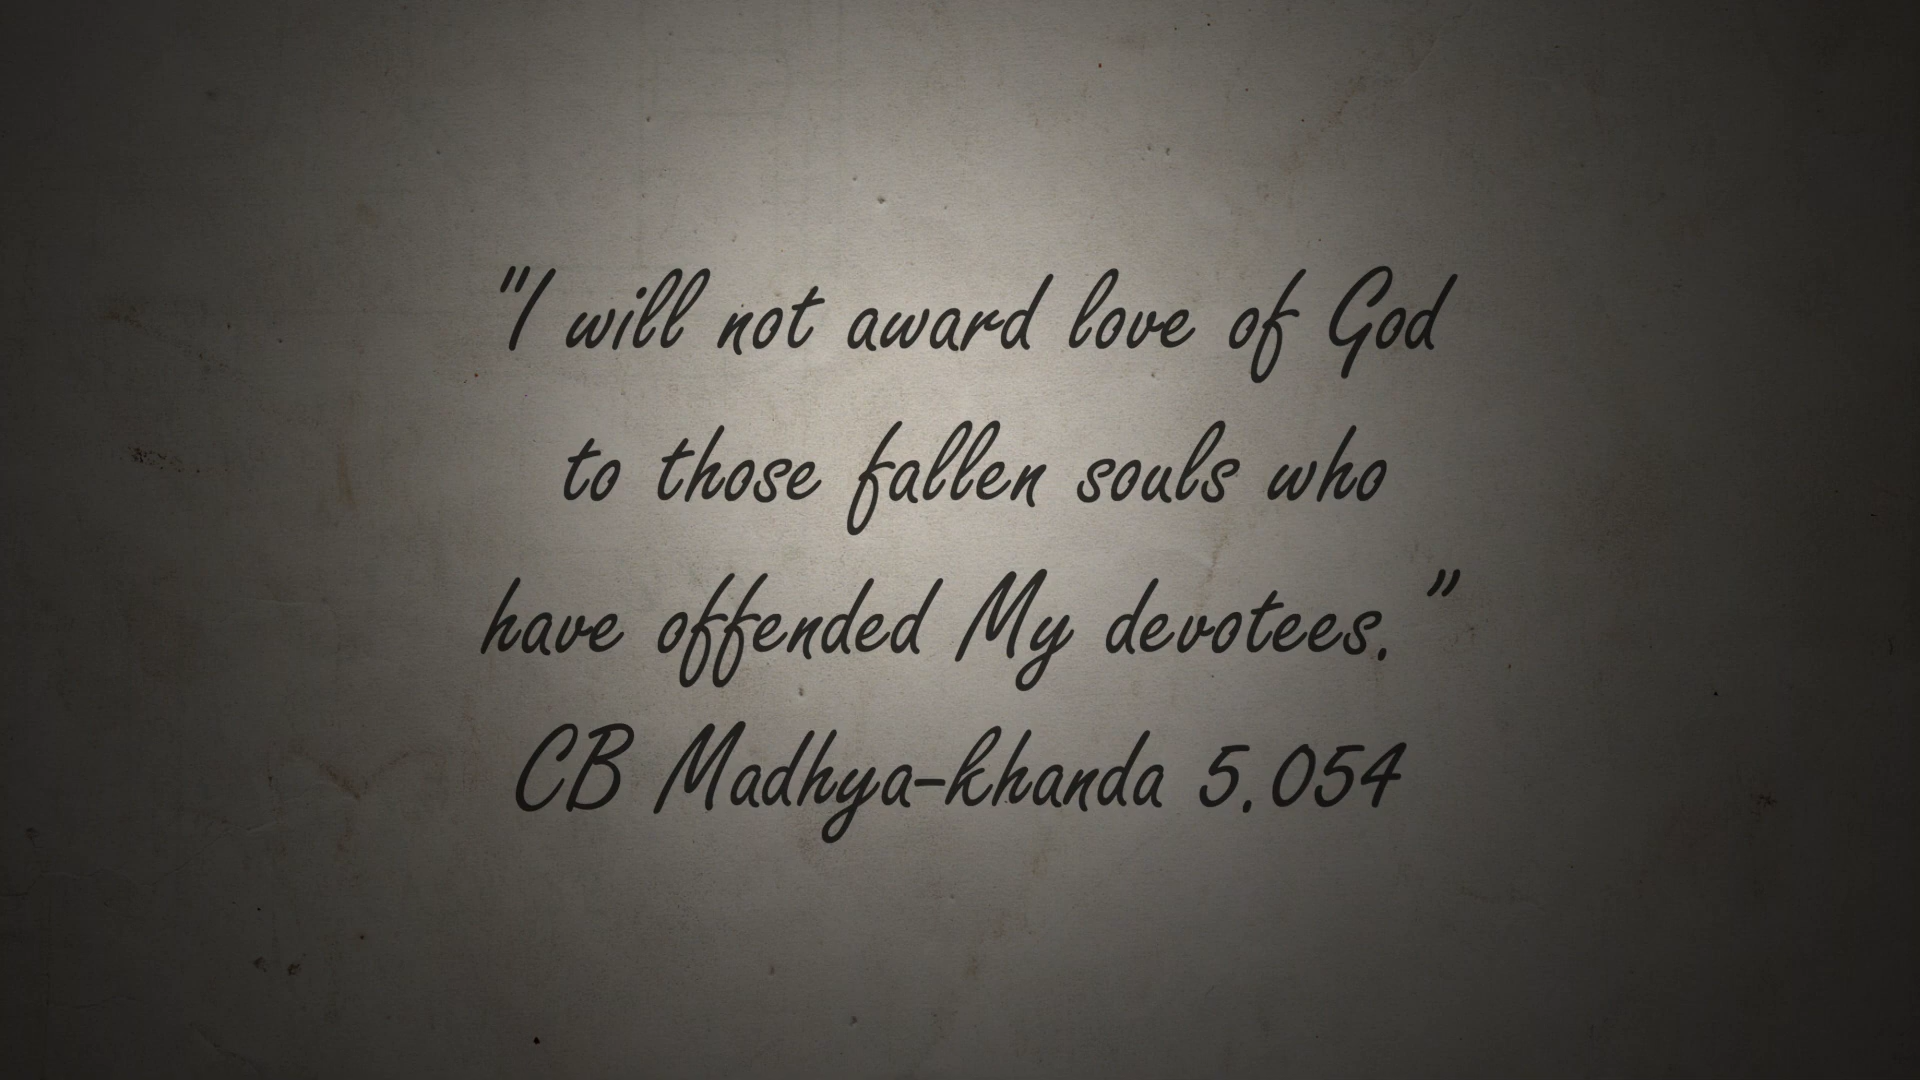 "I will not award love of God
to those fallen souls who
have offended My devotees."
CB Madhya-khanda 5.054